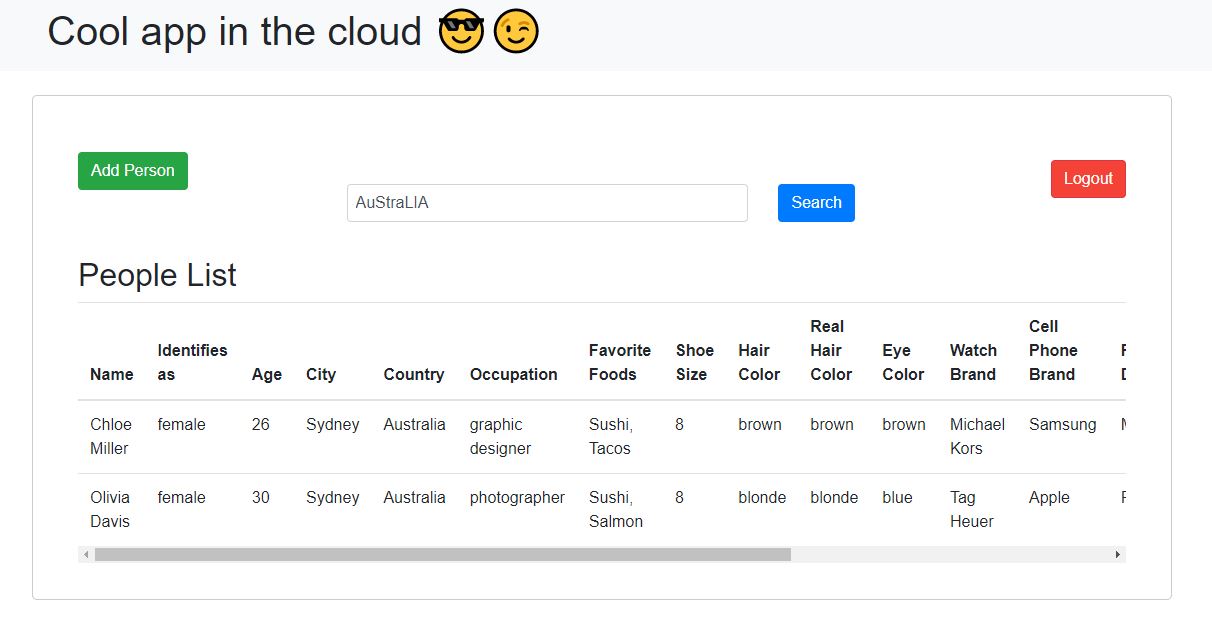 Cool app in the cloud 😎😉
Add Person
Logout
AuStraLIA
Search
People List
Name Identifies as Age City Country Occupation Favorite Foods Shoe Size Hair Color Real Hair Color Eye Color Watch Brand Cell Phone Brand
Chloe Miller female 26 Sydney Australia graphic designer Sushi, Tacos 8 brown brown brown Michael Kors Samsung
Olivia Davis female 30 Sydney Australia photographer Sushi, Salmon 8 blonde blonde blue Tag Heuer Apple